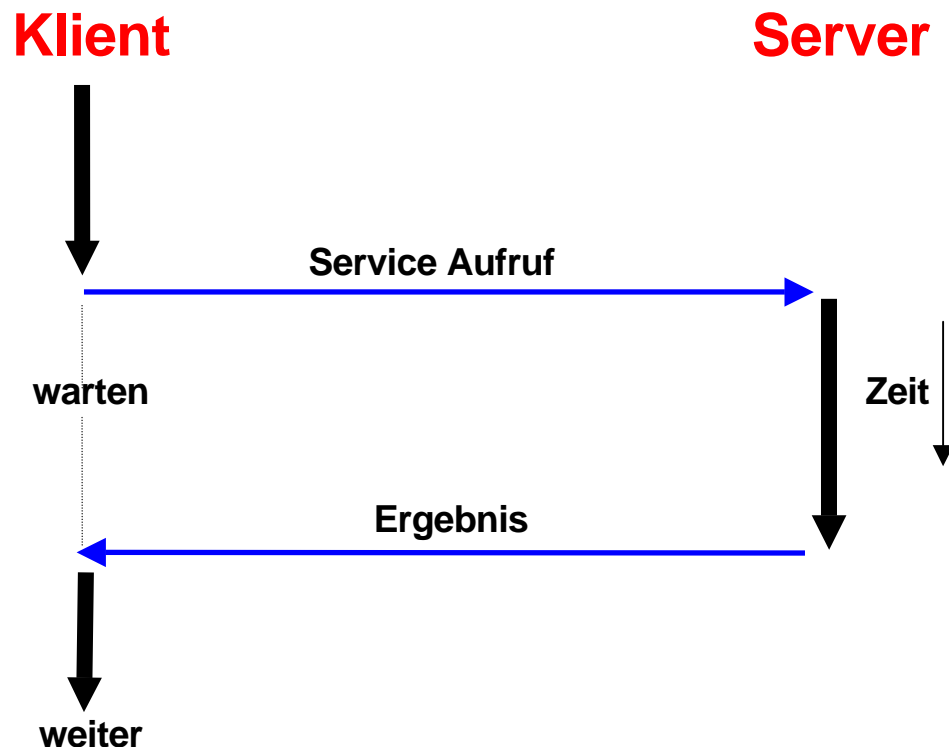 Klient
Server
Service Aufruf
warten
Zeit
Ergebnis
weiter